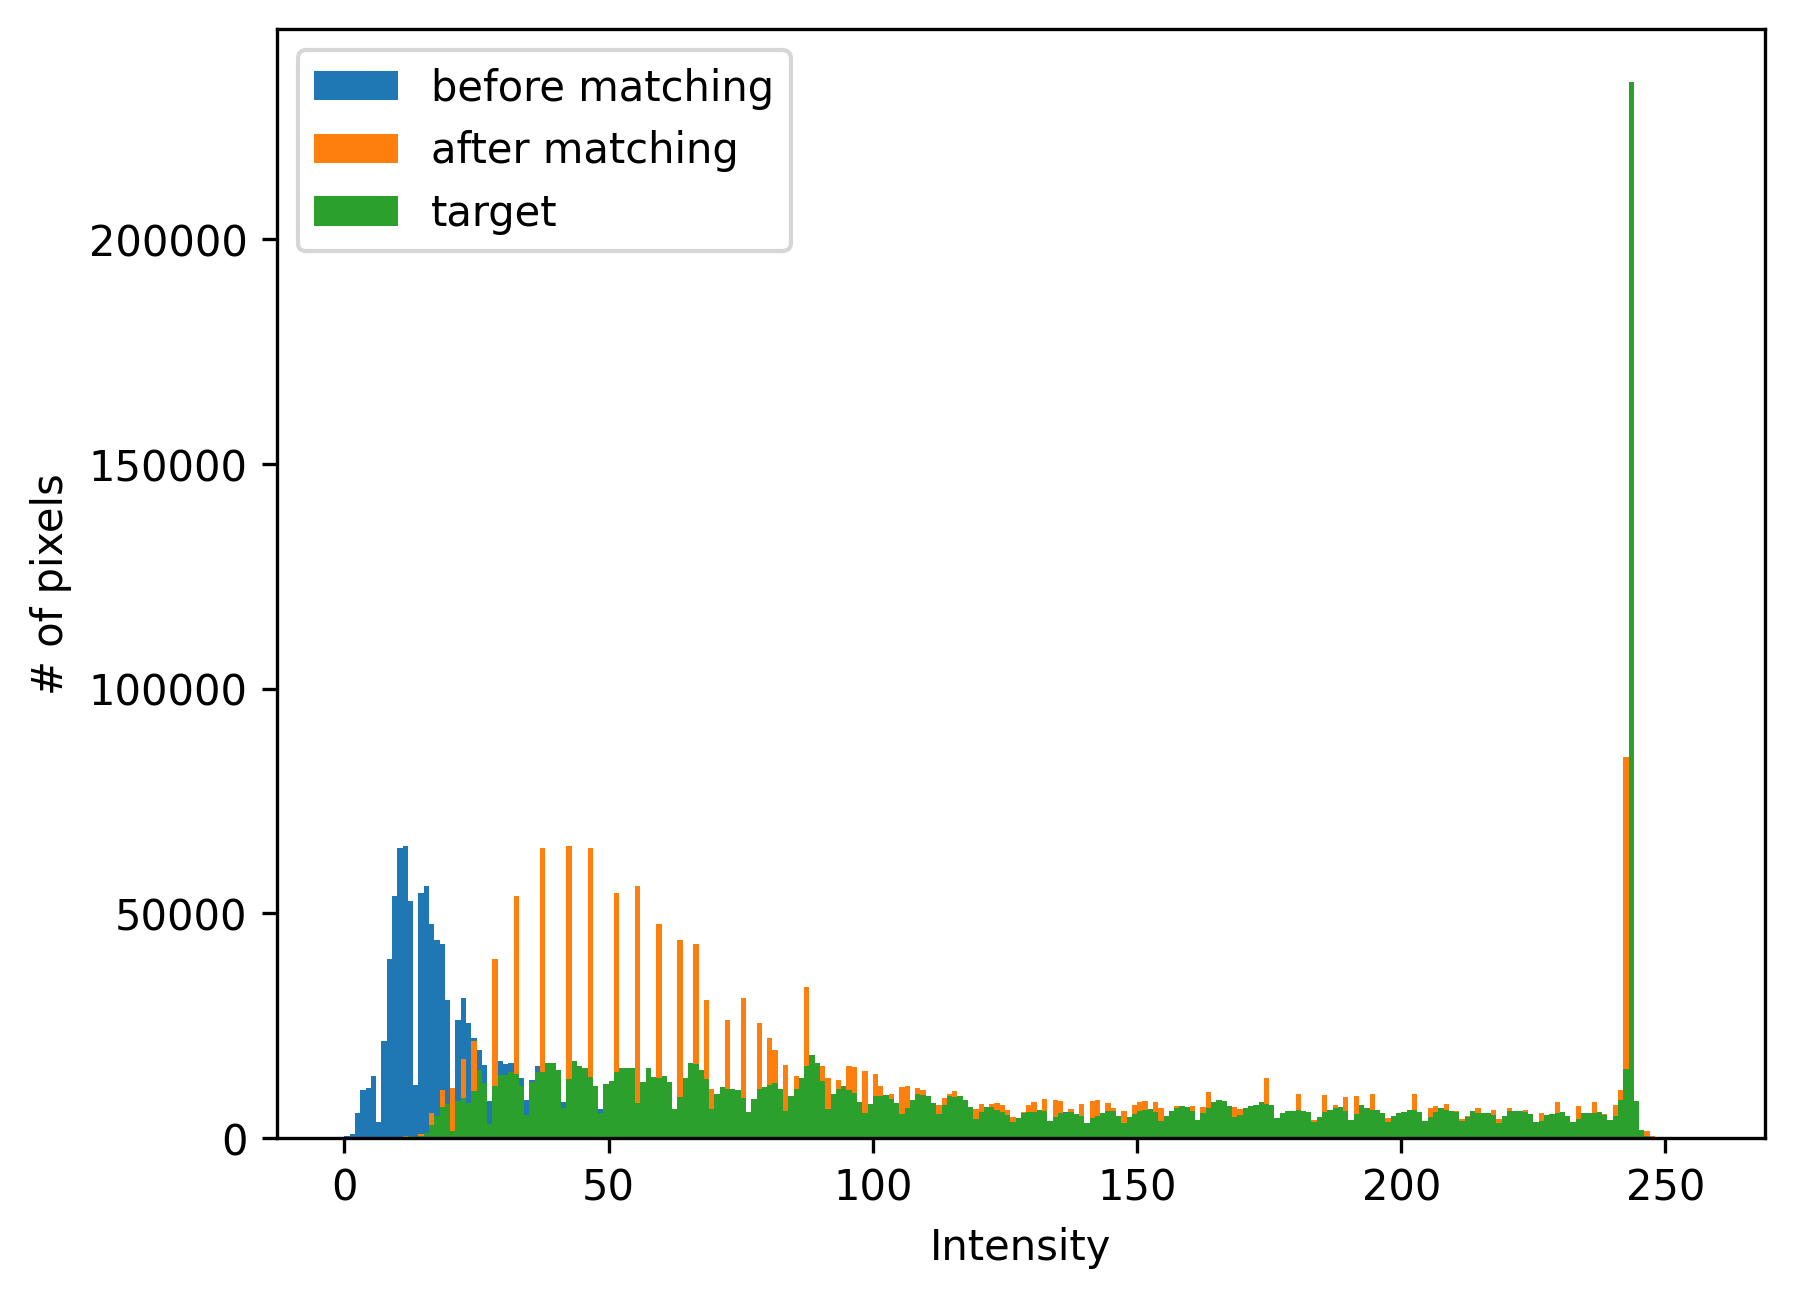 before matching
after matching
target
200000
150000
100000
50000
0
# of pixels
0 50 100 150 200 250
Intensity